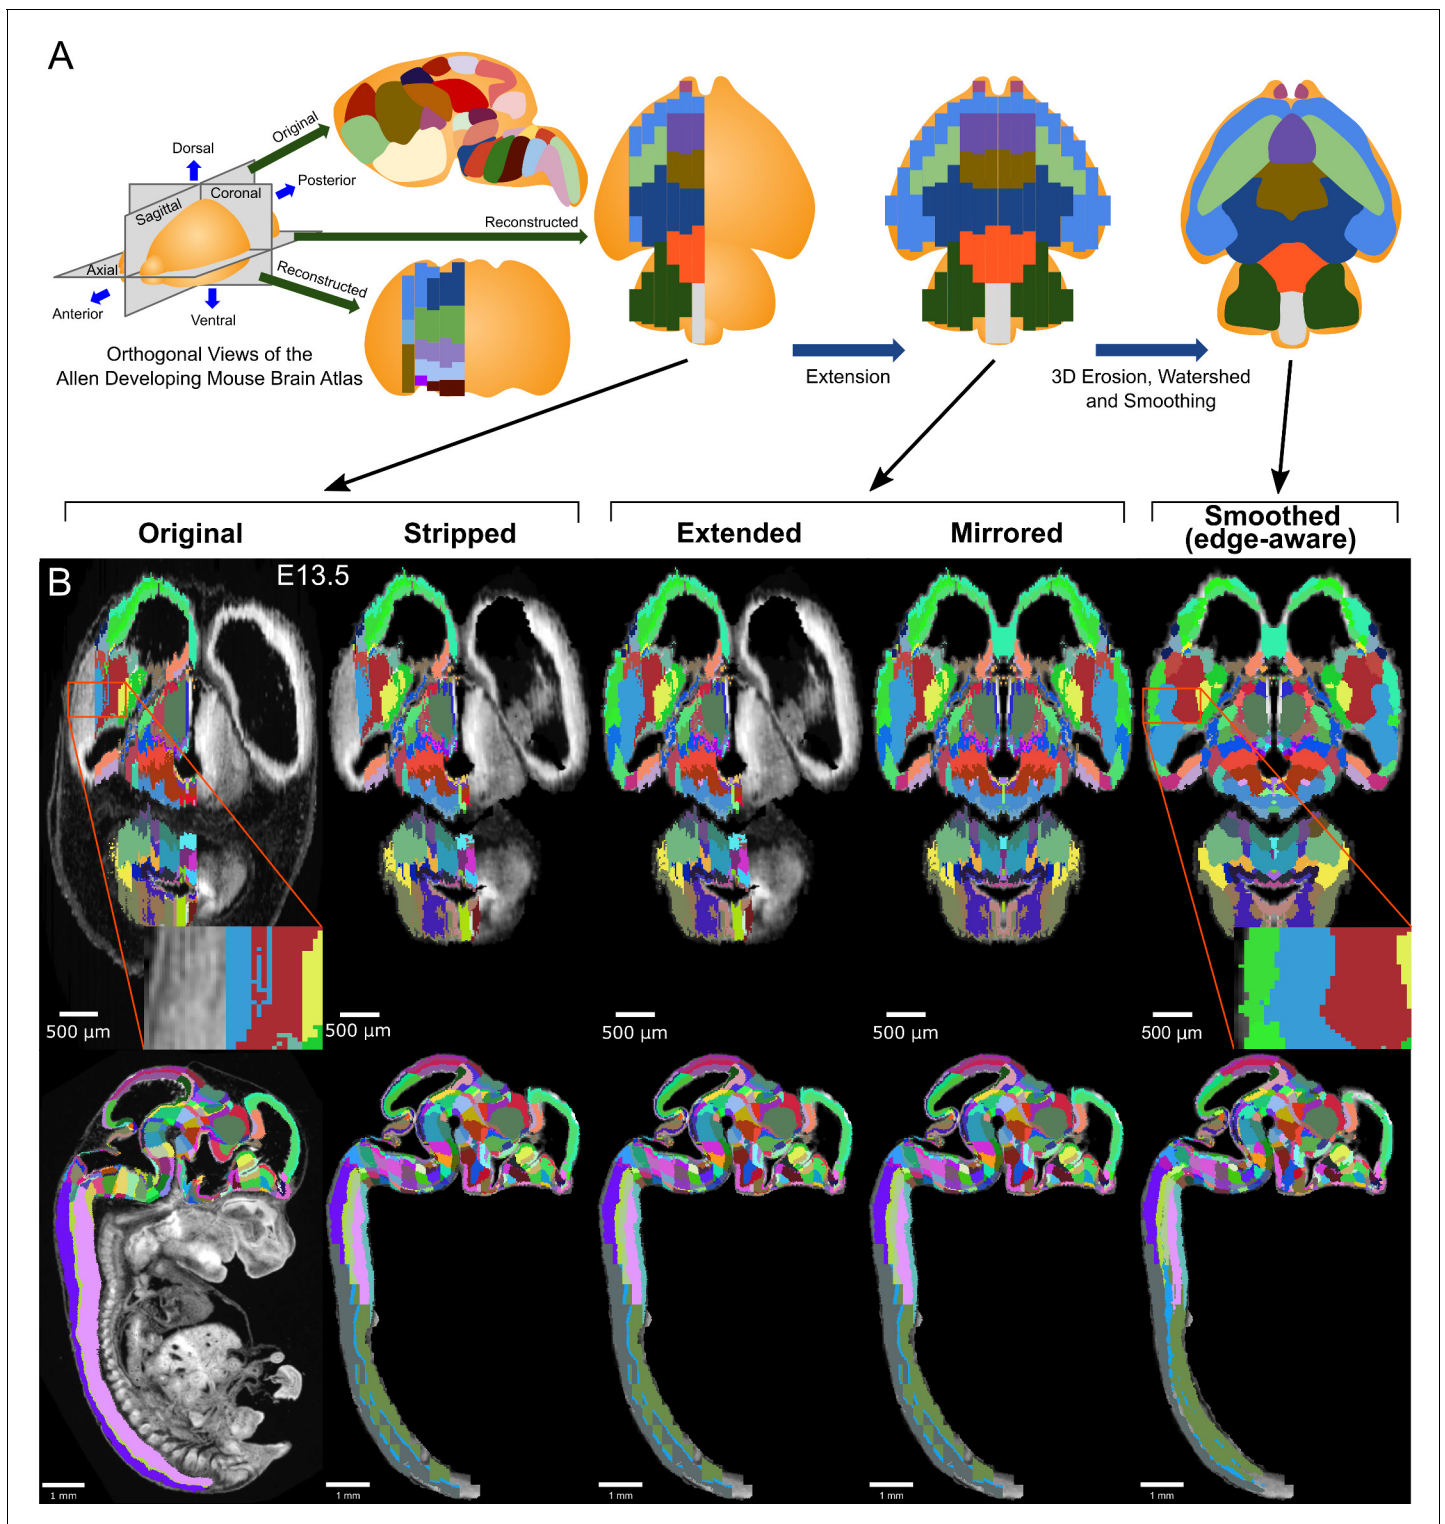 A
Original
Dorsal
Posterior
Coronal
Sagittal
Reconstructed
Axial
Reconstructed
Anterior
Ventral
Orthogonal Views of the
Allen Developing Mouse Brain Atlas
Extension
3D Erosion, Watershed
and Smoothing
Original
Stripped
Extended
Mirrored
Smoothed
(edge-aware)
B
E13.5
500 µm
500 µm
500 µm
500 µm
500 µm
1 mm
1 mm
1 mm
1 mm
1 mm